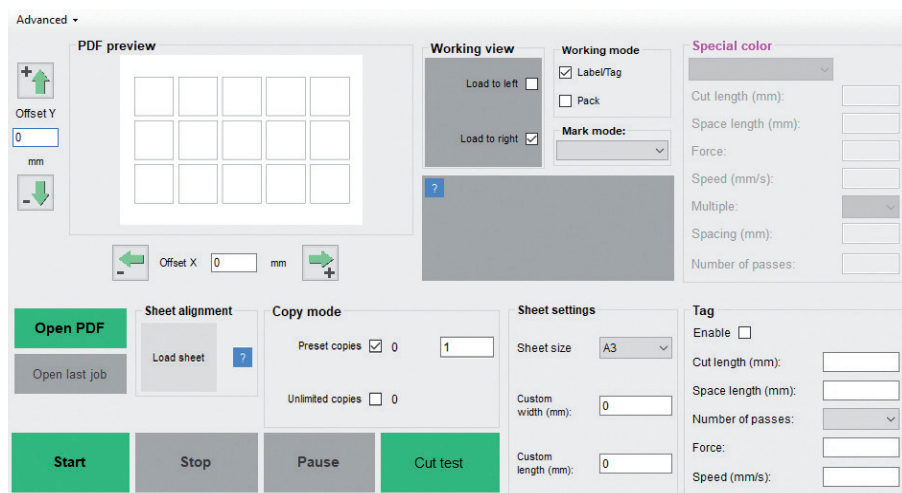 Advanced
PDF preview
+
Offset Y
0
mm
-
Offset X 0 mm
-
+
Working view
Load to left
Load to right
Working mode
Label/Tag
Pack
Mark mode:
?
Special color
Cut length (mm):
Space length (mm):
Force:
Speed (mm/s):
Multiple:
Spacing (mm):
Number of passes:
Open PDF
Open last job
Sheet alignment
Load sheet
?
Copy mode
Preset copies 0 1
Unlimited copies 0
Sheet settings
Sheet size A3
Custom
width (mm): 0
Custom
length (mm): 0
Tag
Enable
Cut length (mm):
Space length (mm):
Number of passes:
Force:
Speed (mm/s):
Start
Stop
Pause
Cut test